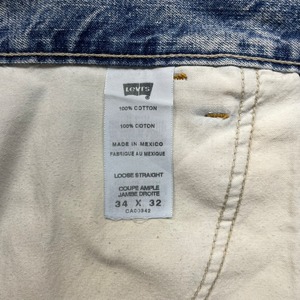 Levi's
100% COTTON
100% COTON
MADE IN MEXICO
FABRIQUE AU MEXIQUE
LOOSE STRAIGHT
COUPE AMPLE
JAMBE DROITE
34 X 32